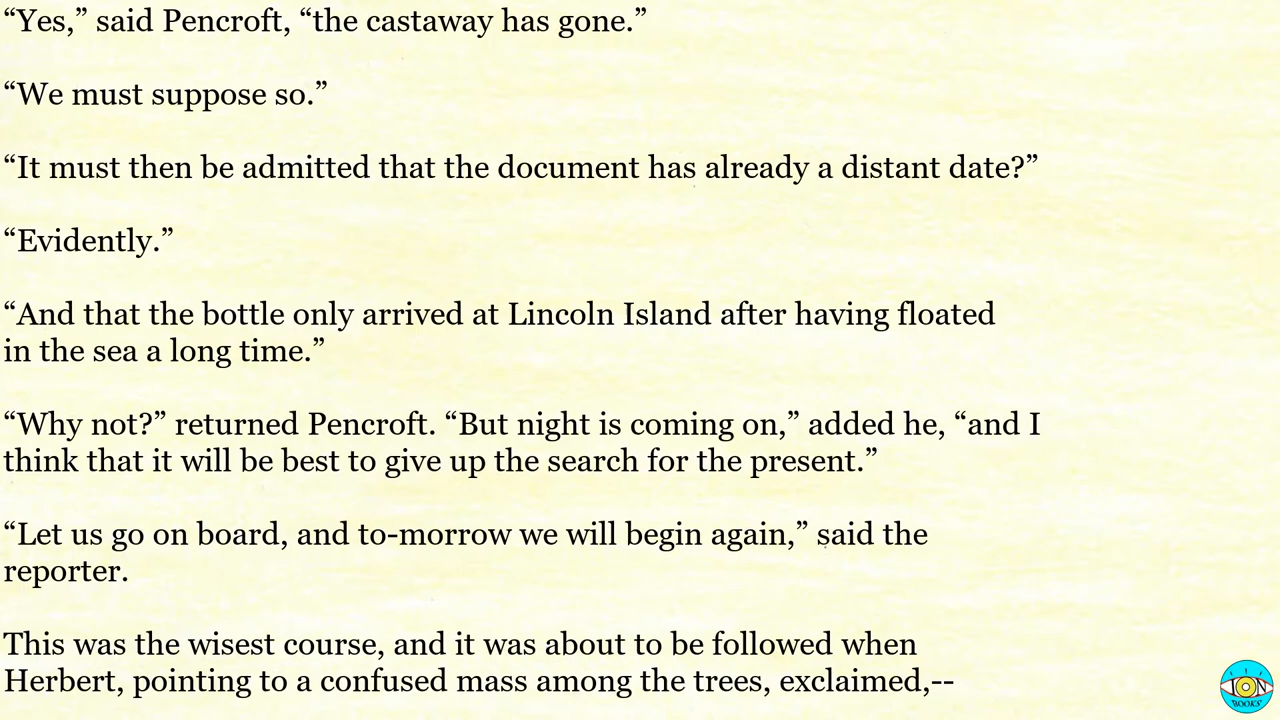 “Yes,” said Pencroft, “the castaway has gone.”
“We must suppose so.”
“It must then be admitted that the document has already a distant date?”
“Evidently.”
“And that the bottle only arrived at Lincoln Island after having floated
in the sea a long time.”
“Why not?” returned Pencroft. “But night is coming on,” added he, “and I
think that it will be best to give up the search for the present.”
“Let us go on board, and to-morrow we will begin again,” said the
reporter.
This was the wisest course, and it was about to be followed when
Herbert, pointing to a confused mass among the trees, exclaimed,--
ION
BOOKS